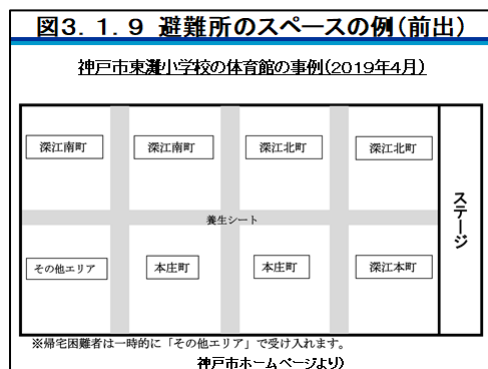 図3．1．9 避難所のスペースの例(前出)
神戸市東灘小学校の体育館の事例(2019年4月)
深江南町
深江南町
深江北町
深江北町
ステージ
養生シート
その他エリア
本庄町
本庄町
深江本町
※帰宅困難者は一時的に「その他エリア」で受け入れます。
神戸市ホームページより)